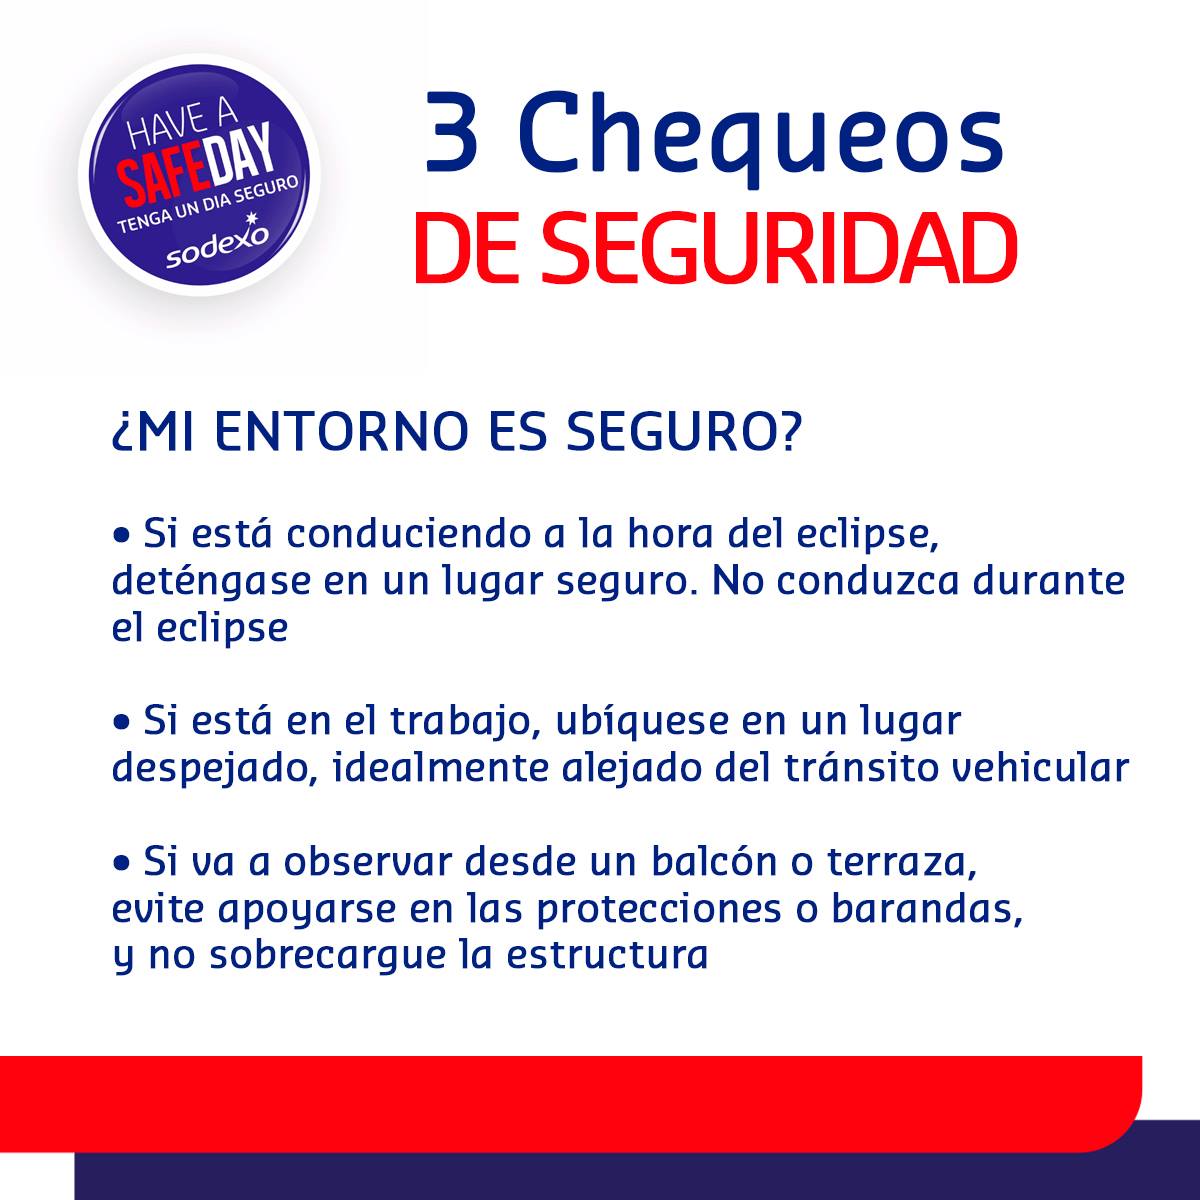 HAVE A
SAFEDAY
TENGA UN DIA SEGURO
sodexo
3 Chequeos
DE SEGURIDAD
¿MI ENTORNO ES SEGURO?
• Si está conduciendo a la hora del eclipse,
deténgase en un lugar seguro. No conduzca durante
el eclipse
• Si está en el trabajo, ubíquese en un lugar
despejado, idealmente alejado del tránsito vehicular
• Si va a observar desde un balcón o terraza,
evite apoyarse en las protecciones o barandas,
y no sobrecargue la estructura